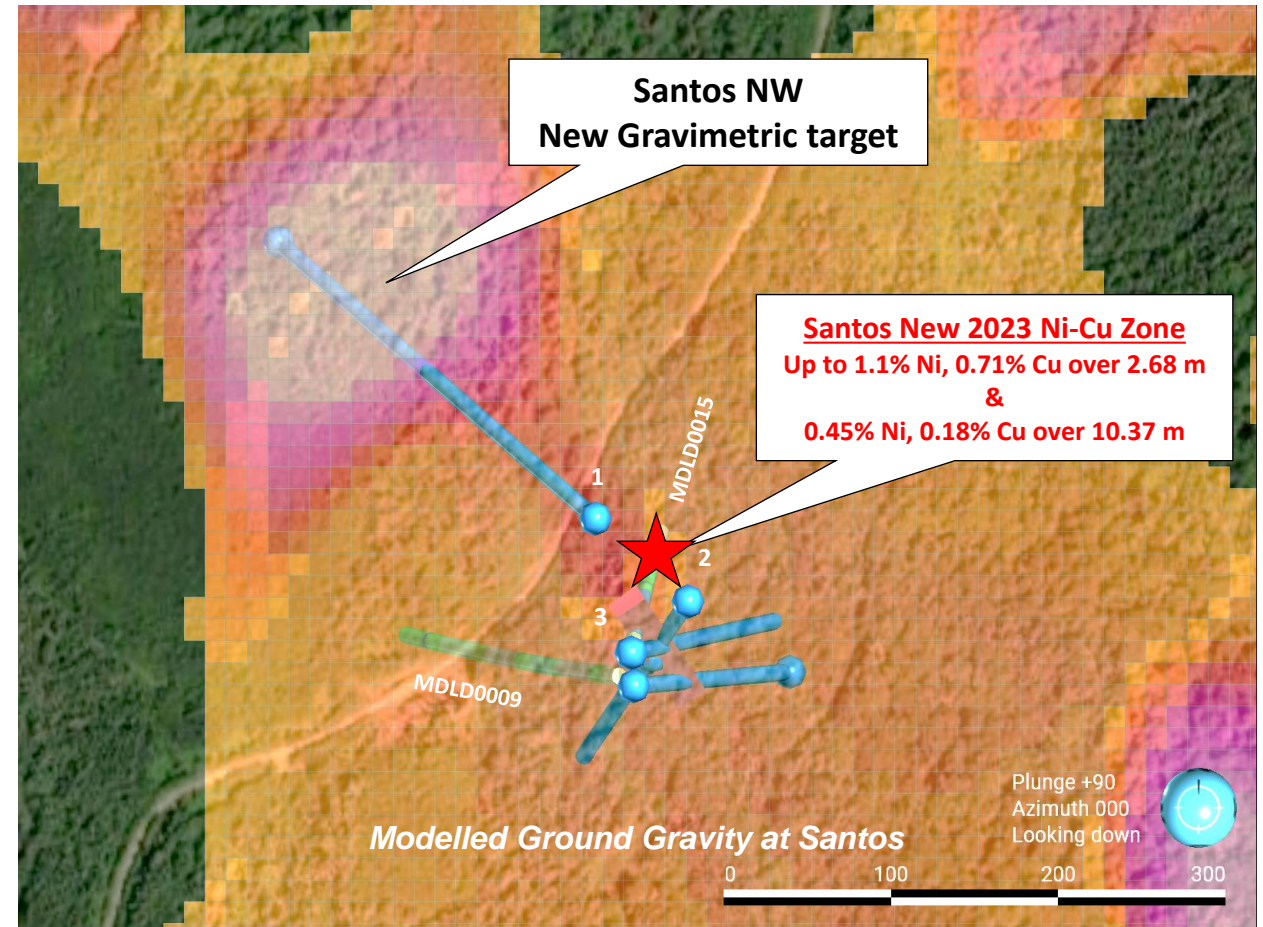 Santos NW
New Gravimetric target
Santos New 2023 Ni-Cu Zone
Up to 1.1% Ni, 0.71% Cu over 2.68 m
&
0.45% Ni, 0.18% Cu over 10.37 m
MDLD0015
1
2
3
MDLD0009
Plunge +90
Azimuth 000
Looking down
Modelled Ground Gravity at Santos
0 100 200 300